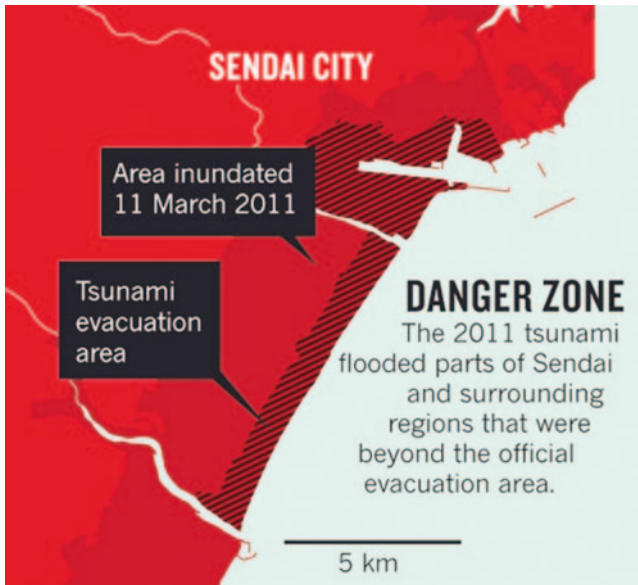 SENDAI CITY
Area inundated
11 March 2011
Tsunami
evacuation
area
DANGER ZONE
The 2011 tsunami
flooded parts of Sendai
and surrounding
regions that were
beyond the official
evacuation area.
5 km